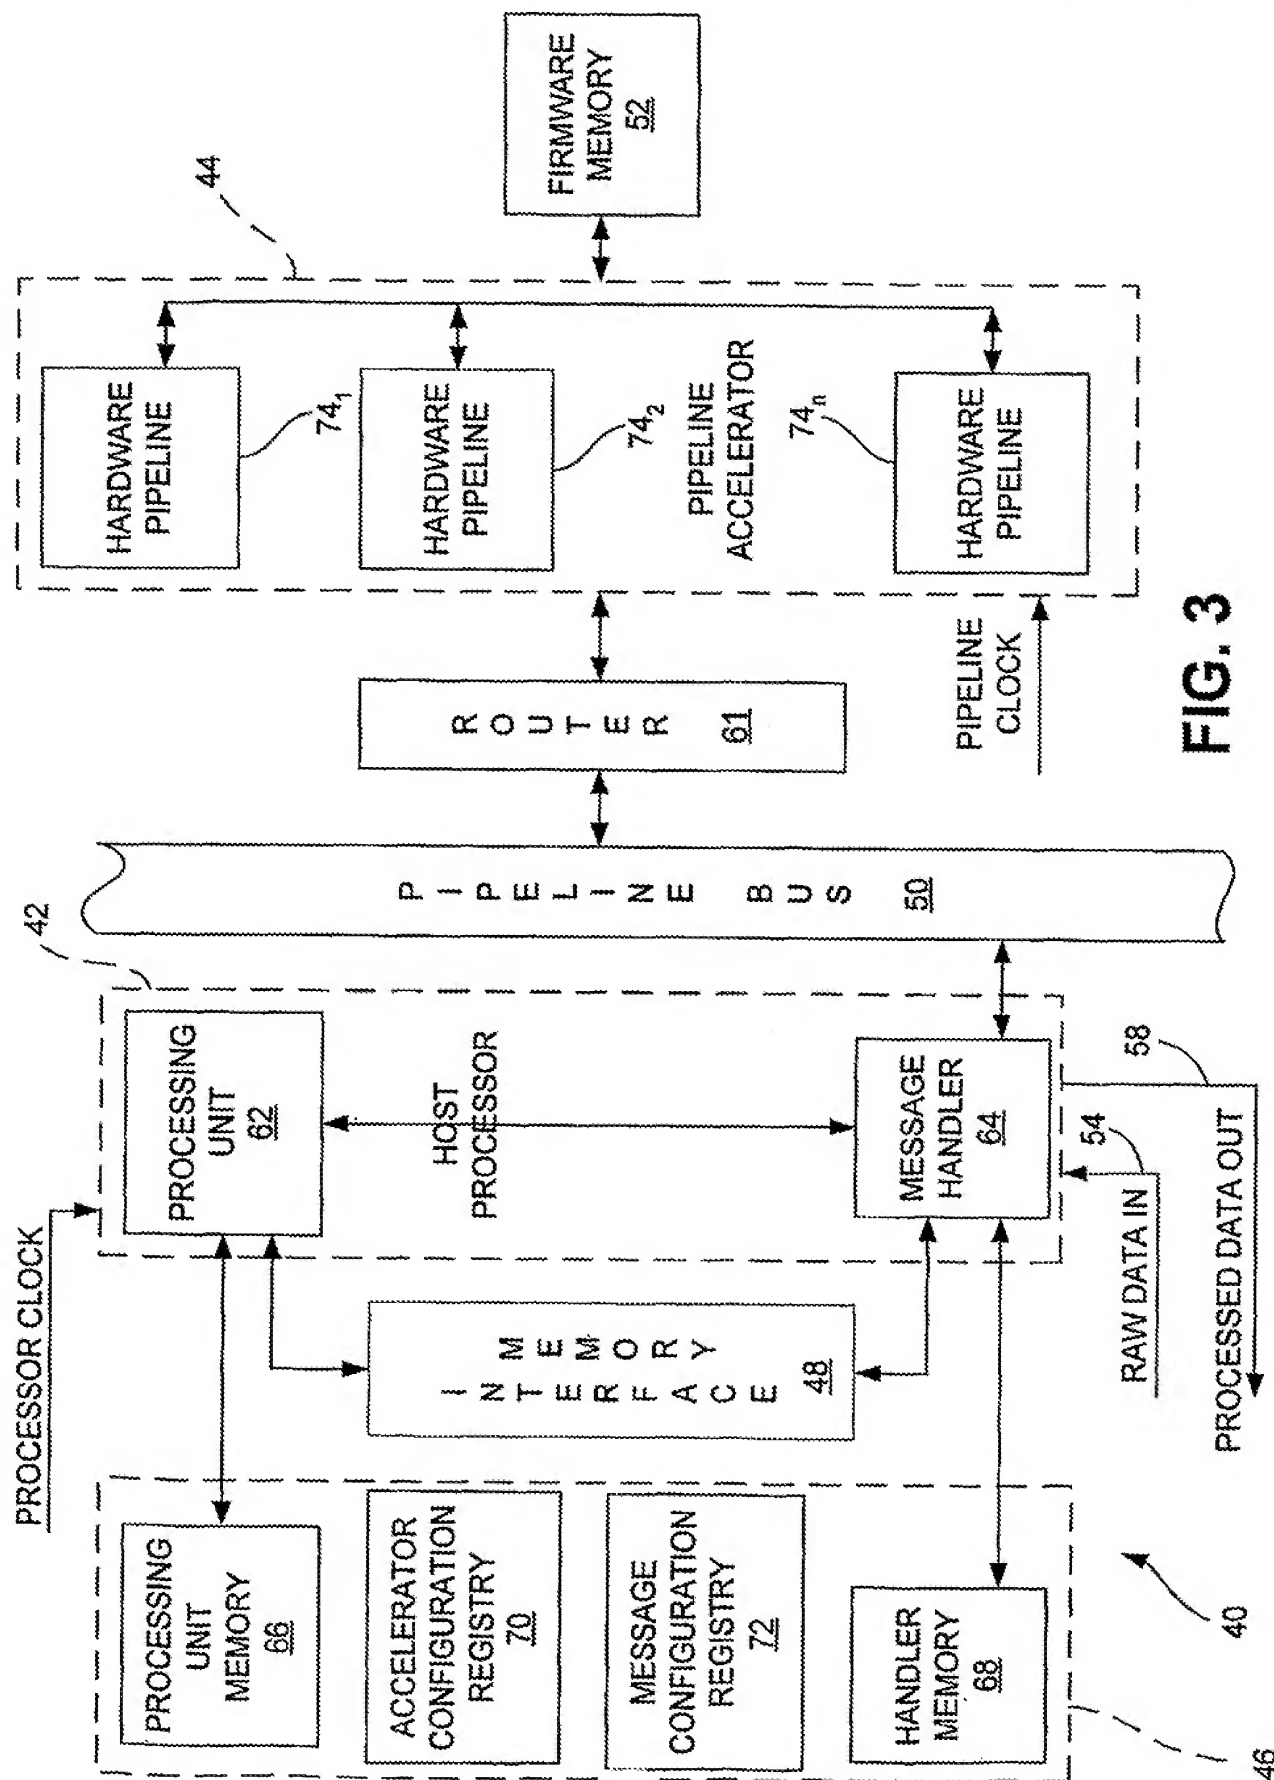 PROCESSOR CLOCK
PROCESSING
UNIT
MEMORY
66
ACCELERATOR
CONFIGURATION
REGISTRY
70
MESSAGE
CONFIGURATION
REGISTRY
72
HANDLER
MEMORY
68
46
40
MEMORY
INTERFACE
48
42
PROCESSING
UNIT
62
HOST
PROCESSOR
MESSAGE
HANDLER
64
RAW DATA IN
54
PROCESSED DATA OUT
58
PIPELINE BUS
50
ROUTER
61
PIPELINE
CLOCK
44
HARDWARE
PIPELINE
74₁
HARDWARE
PIPELINE
74₂
PIPELINE
ACCELERATOR
74ₙ
HARDWARE
PIPELINE
FIRMWARE
MEMORY
52
FIG. 3